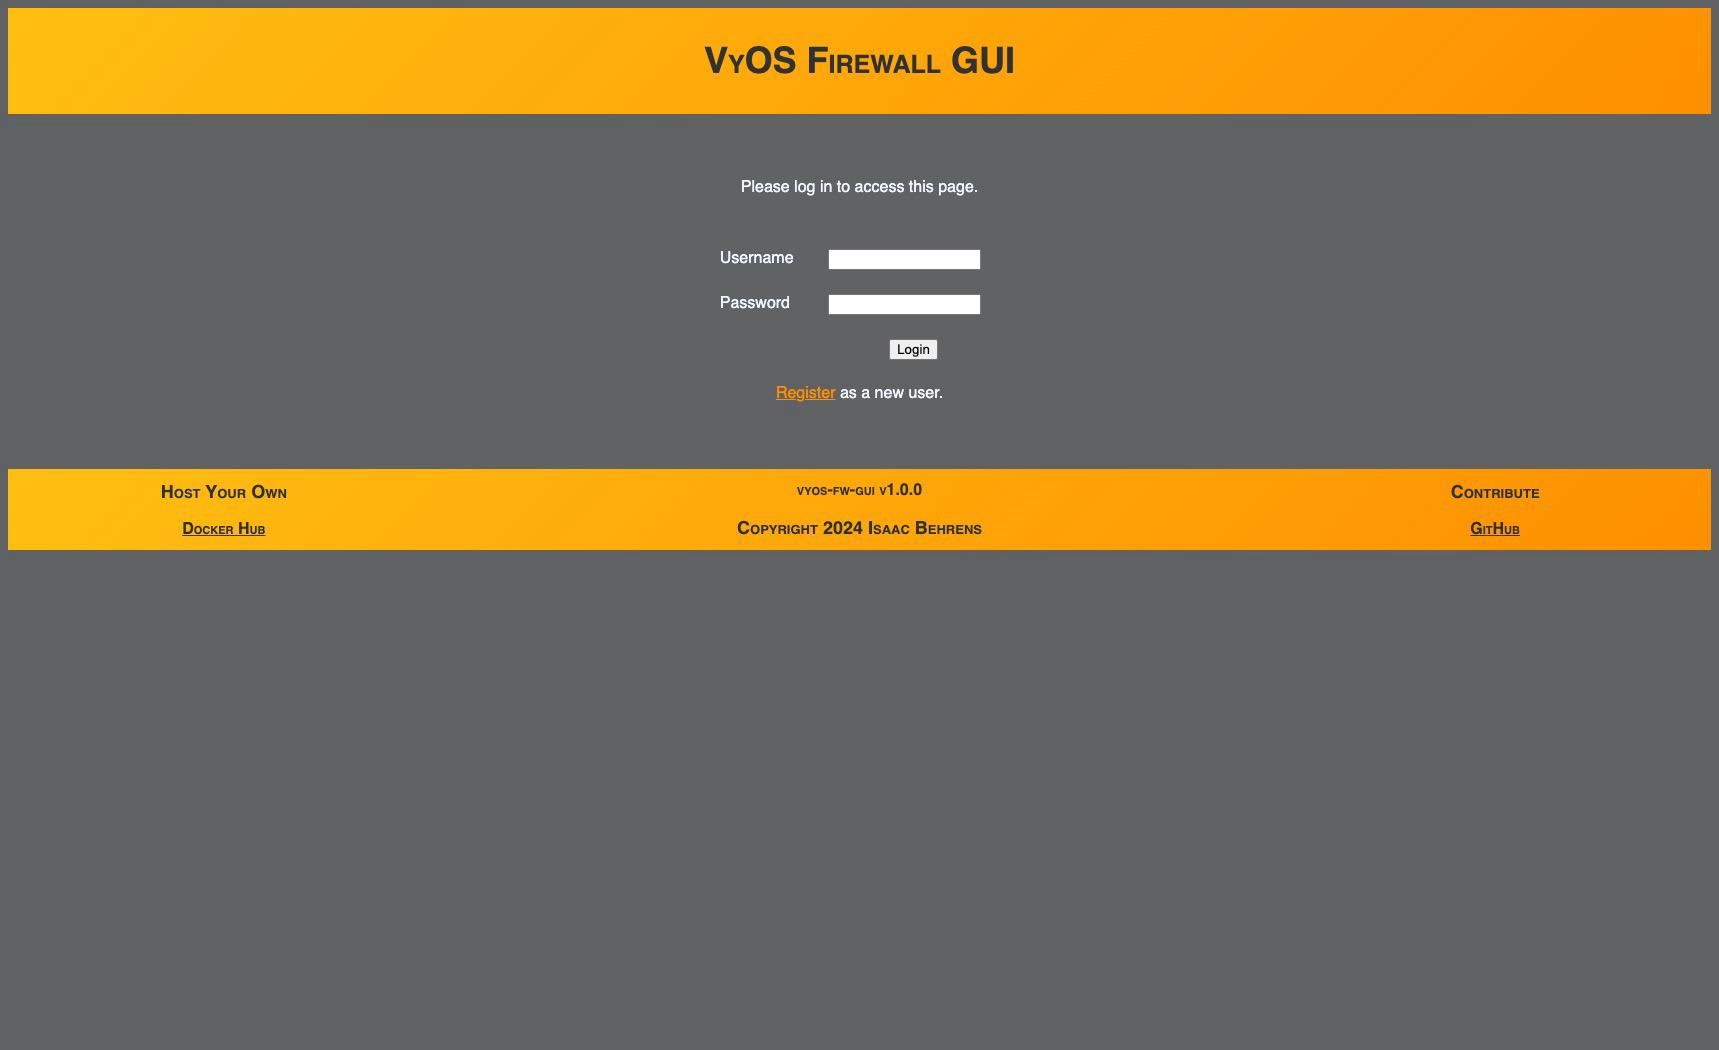 VyOS Firewall GUI
Please log in to access this page.
Username
Password
Login
Register as a new user.
Host Your Own
Docker Hub
vyos-fw-gui v1.0.0
Copyright 2024 Isaac Behrens
Contribute
GitHub